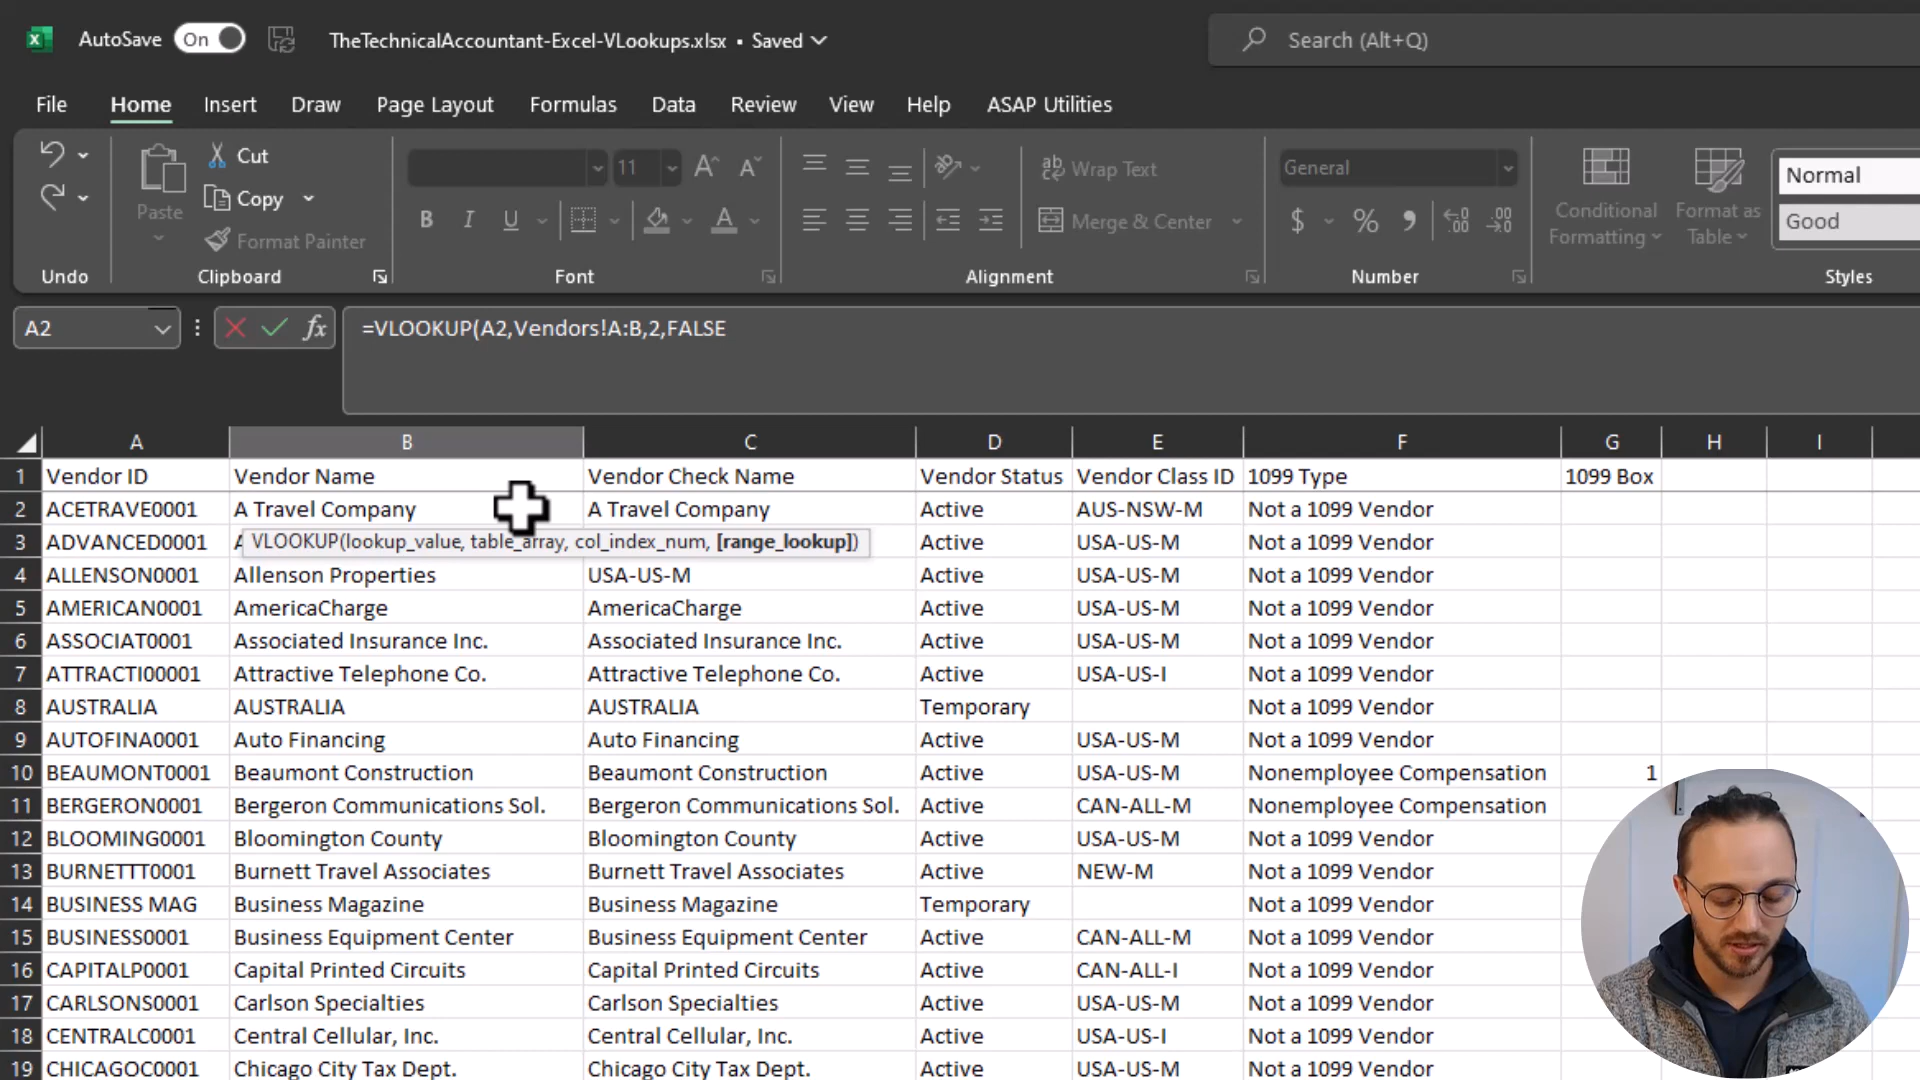 AutoSave On TheTechnicalAccountant-Excel-VLookups.xlsx • Saved Search (Alt+Q)
File Home Insert Draw Page Layout Formulas Data Review View Help ASAP Utilities
Cut 11 A A ab Wrap Text General Normal
Paste Copy B I U A Merge & Center $ % , Conditional Formatting Format as Table Good
Format Painter
Undo Clipboard Font Alignment Number Styles
A2 fx =VLOOKUP(A2,Vendors!A:B,2,FALSE
A B C D E F G H I
1 Vendor ID Vendor Name Vendor Check Name Vendor Status Vendor Class ID 1099 Type 1099 Box
2 ACETRAVE0001 A Travel Company A Travel Company Active AUS-NSW-M Not a 1099 Vendor
3 ADVANCED0001 A VLOOKUP(lookup_value, table_array, col_index_num, [range_lookup]) Active USA-US-M Not a 1099 Vendor
4 ALLENSON0001 Allenson Properties USA-US-M Active USA-US-M Not a 1099 Vendor
5 AMERICAN0001 AmericaCharge AmericaCharge Active USA-US-M Not a 1099 Vendor
6 ASSOCIAT0001 Associated Insurance Inc. Associated Insurance Inc. Active USA-US-M Not a 1099 Vendor
7 ATTRACTI00001 Attractive Telephone Co. Attractive Telephone Co. Active USA-US-I Not a 1099 Vendor
8 AUSTRALIA AUSTRALIA AUSTRALIA Temporary Not a 1099 Vendor
9 AUTOFINA0001 Auto Financing Auto Financing Active USA-US-M Not a 1099 Vendor
10 BEAUMONT0001 Beaumont Construction Beaumont Construction Active USA-US-M Nonemployee Compensation 1
11 BERGERON0001 Bergeron Communications Sol. Bergeron Communications Sol. Active CAN-ALL-M Nonemployee Compensation
12 BLOOMING0001 Bloomington County Bloomington County Active USA-US-M Not a 1099 Vendor
13 BURNETTT0001 Burnett Travel Associates Burnett Travel Associates Active NEW-M Not a 1099 Vendor
14 BUSINESS MAG Business Magazine Business Magazine Temporary Not a 1099 Vendor
15 BUSINESS0001 Business Equipment Center Business Equipment Center Active CAN-ALL-M Not a 1099 Vendor
16 CAPITALP0001 Capital Printed Circuits Capital Printed Circuits Active CAN-ALL-I Not a 1099 Vendor
17 CARLSONS0001 Carlson Specialties Carlson Specialties Active USA-US-M Not a 1099 Vendor
18 CENTRALC0001 Central Cellular, Inc. Central Cellular, Inc. Active USA-US-I Not a 1099 Vendor
19 CHICAGOC0001 Chicago City Tax Dept. Chicago City Tax Dept. Active USA-US-M Not a 1099 Vendor